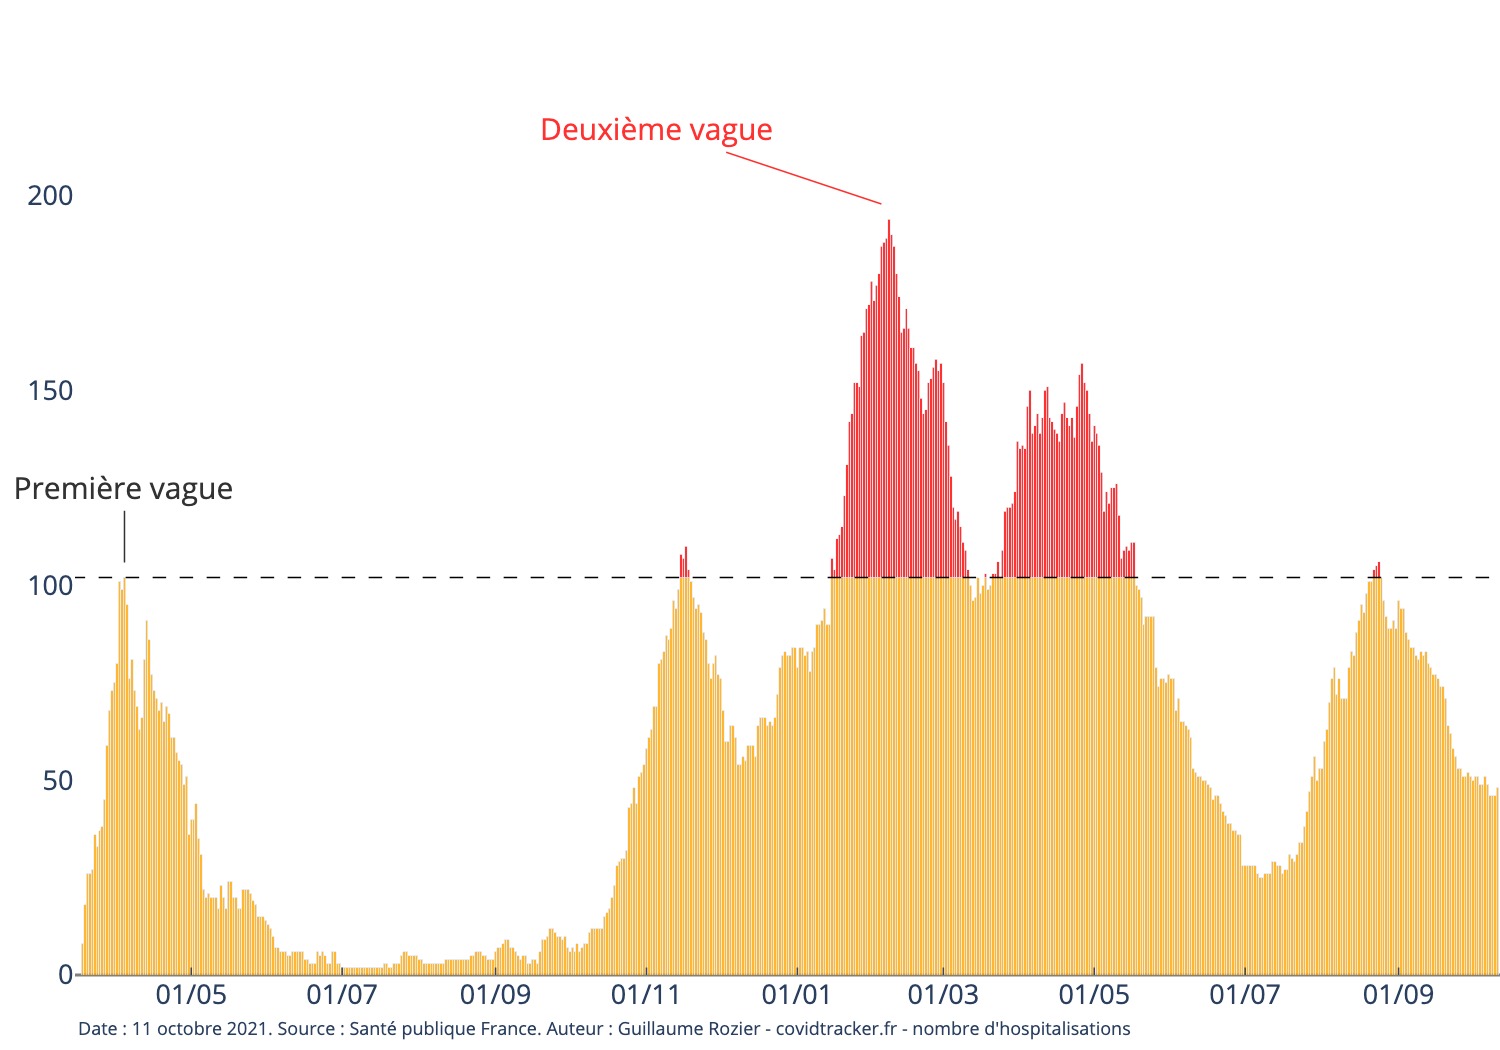 Deuxième vague
200
150
Première vague
100
50
0
01/05 01/07 01/09 01/11 01/01 01/03 01/05 01/07 01/09
Date : 11 octobre 2021. Source : Santé publique France. Auteur : Guillaume Rozier - covidtracker.fr - nombre d'hospitalisations